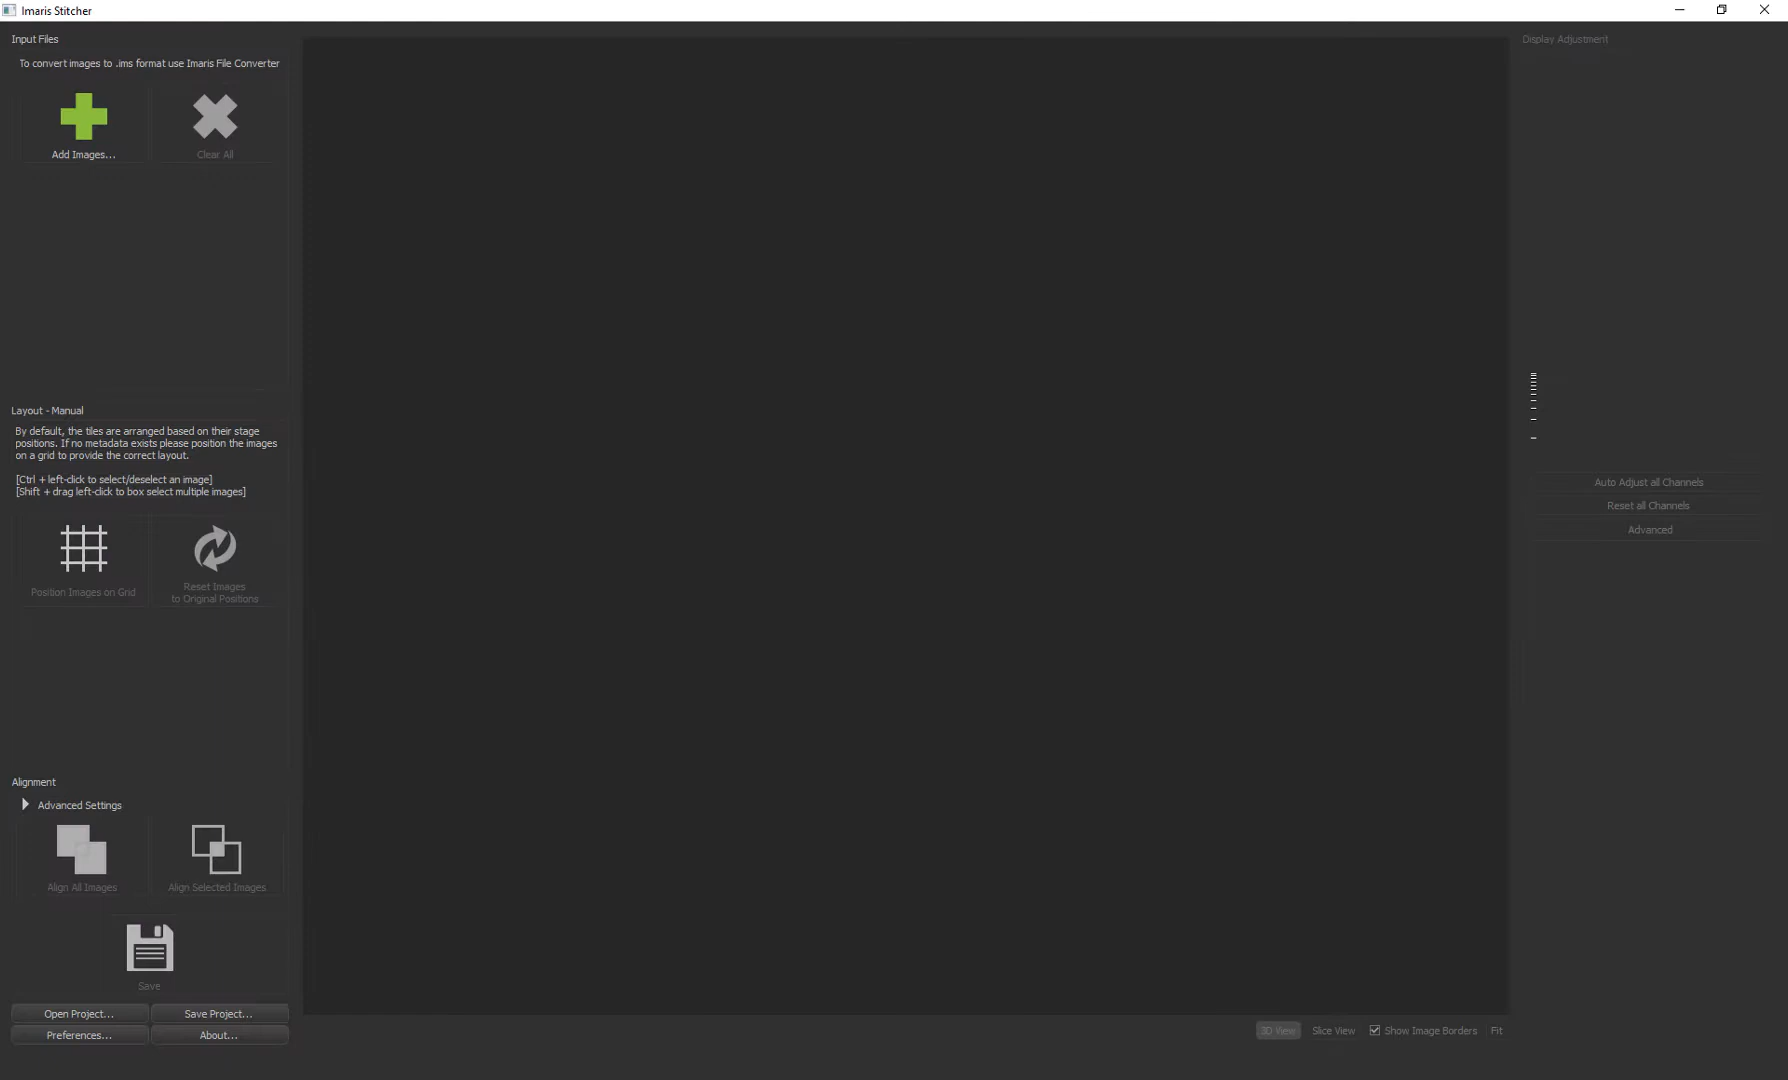 Imaris Stitcher
Input Files
To convert images to .ims format use Imaris File Converter
Add Images...
Clear All
Layout - Manual
By default, the tiles are arranged based on their stage
positions. If no metadata exists please position the images
on a grid to provide the correct layout.
[Ctrl + left-click to select/deselect an image]
[Shift + drag left-click to box select multiple images]
Position Images on Grid
Reset Images
to Original Positions
Alignment
Advanced Settings
Align All Images
Align Selected Images
Save
Open Project...
Save Project...
Preferences...
About...
3D View
Slice View
Show Image Borders
Fit
Display Adjustment
Auto Adjust all Channels
Reset all Channels
Advanced